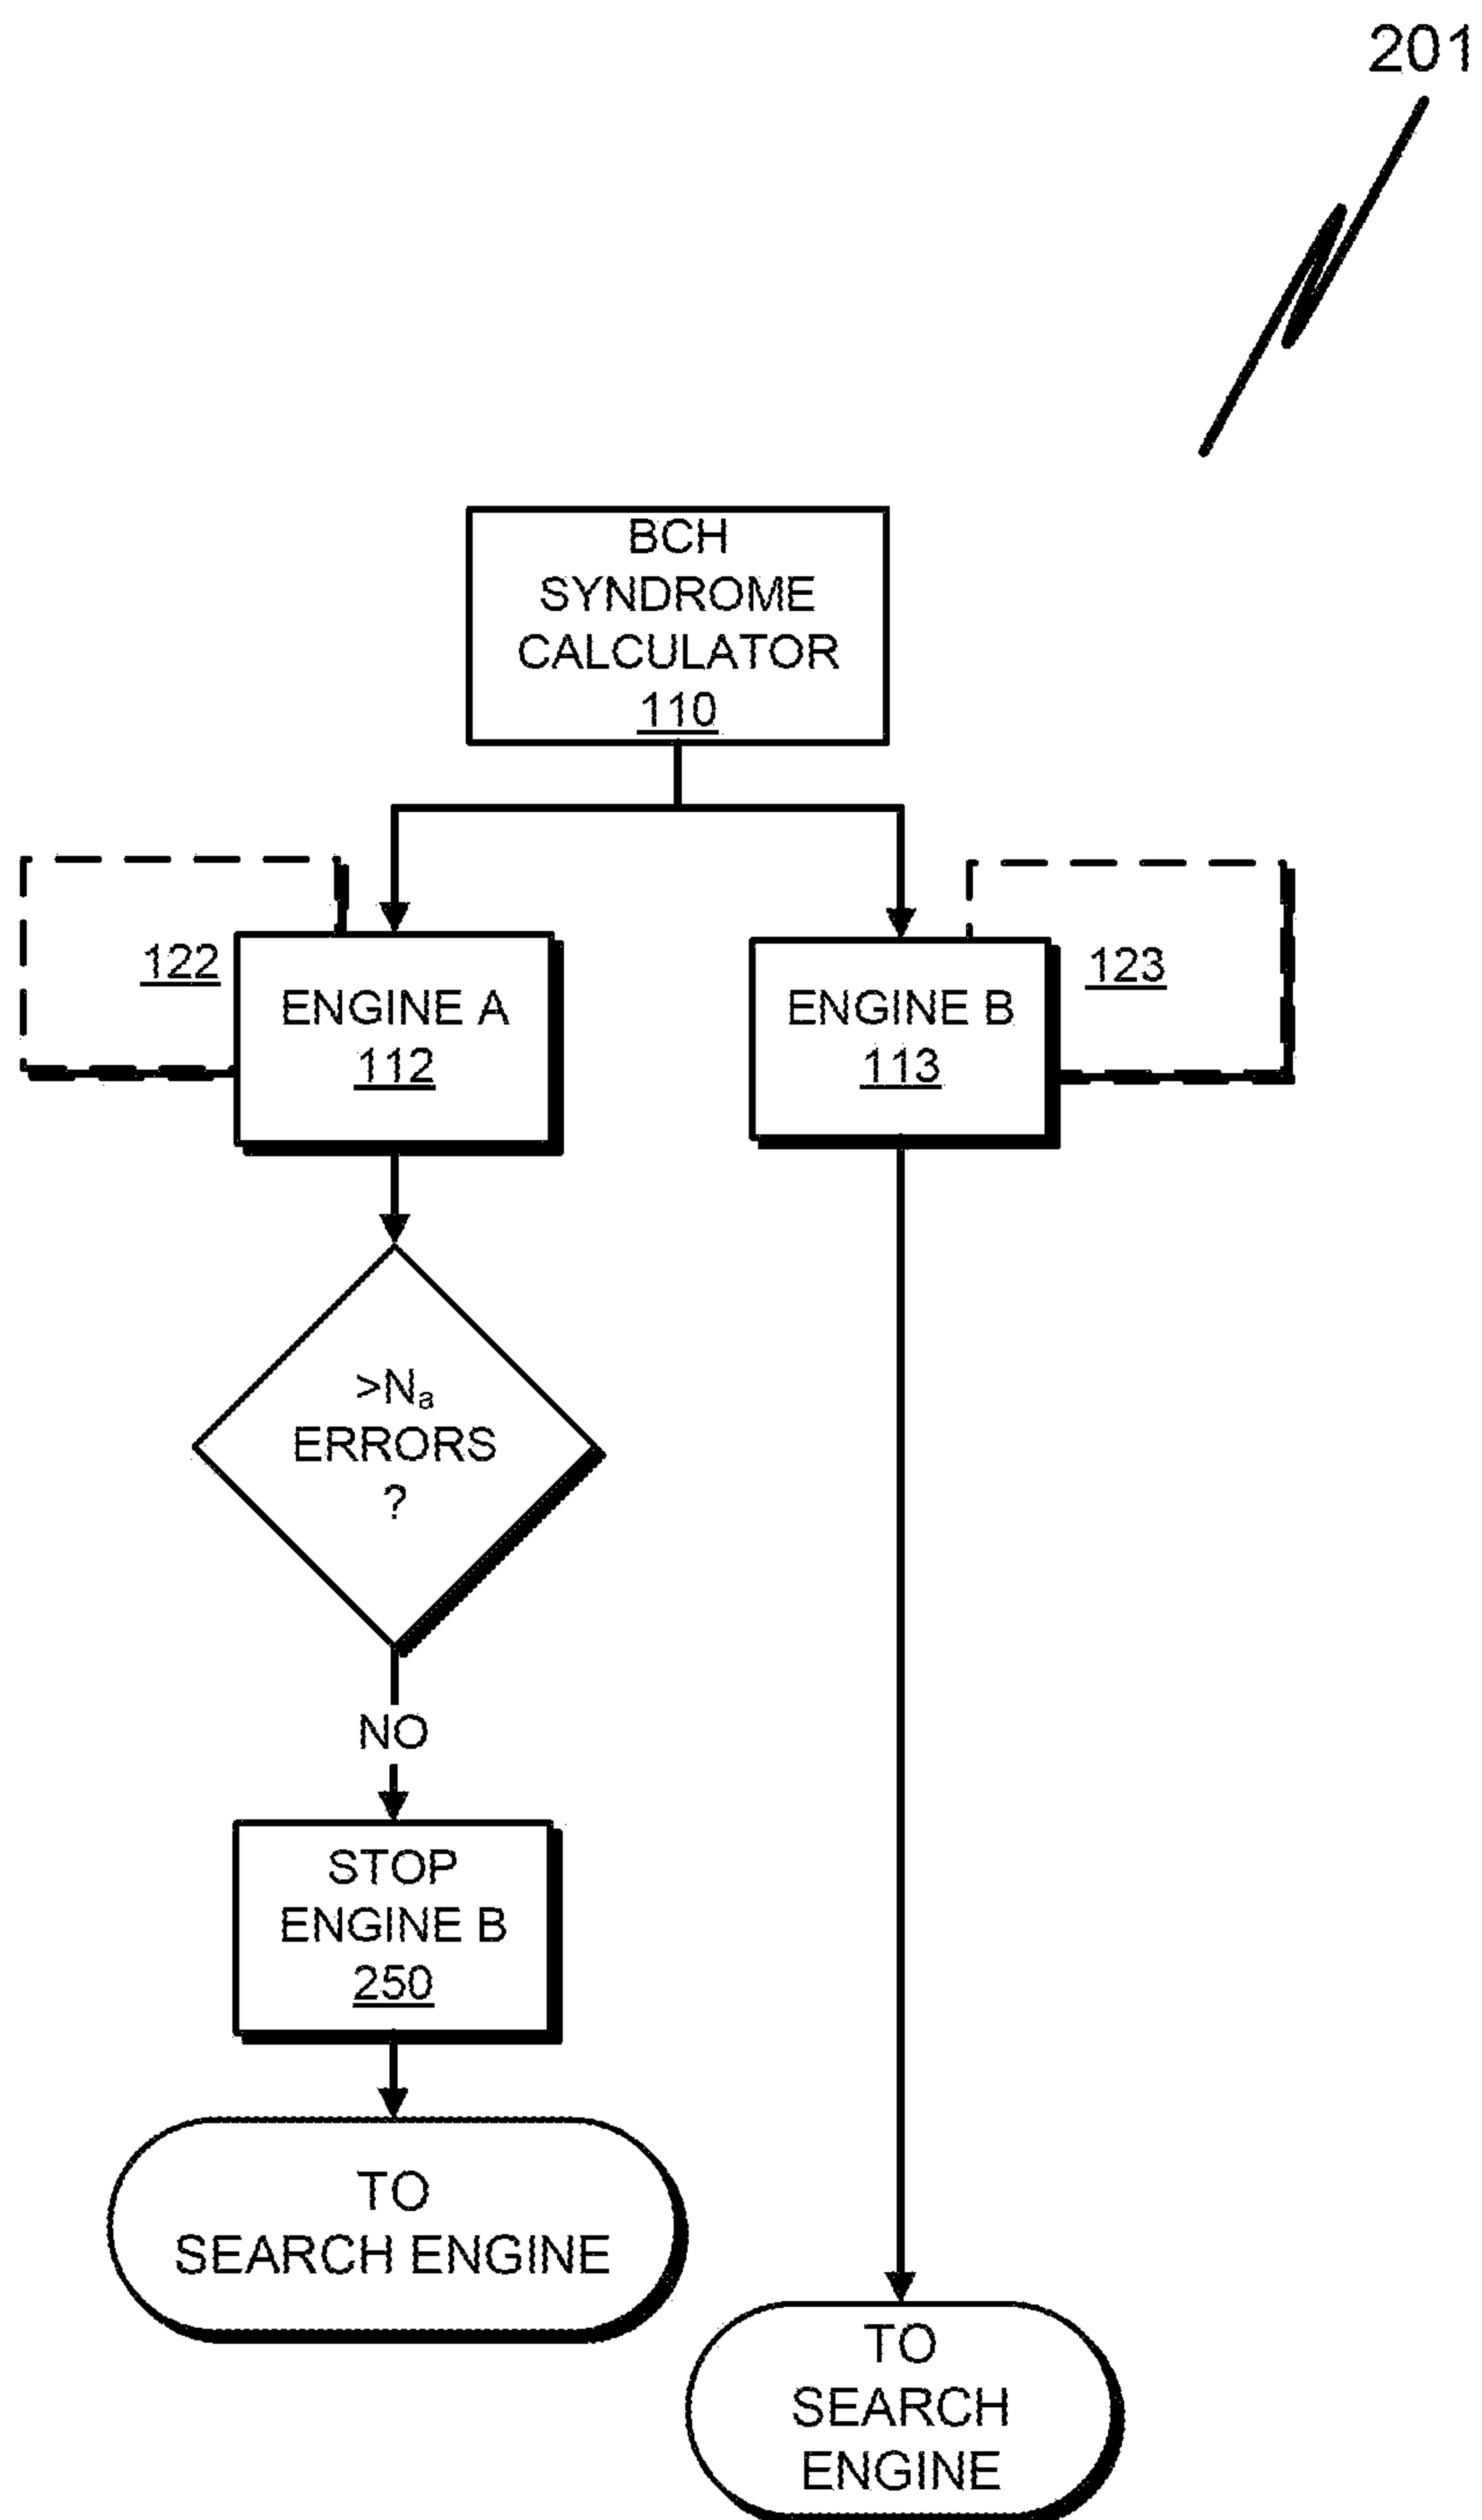 201
BCH
SYNDROME
CALCULATOR
110
122
ENGINE A
112
ENGINE B
113
123
>Na
ERRORS
?
NO
STOP
ENGINE B
250
TO
SEARCH ENGINE
TO
SEARCH
ENGINE